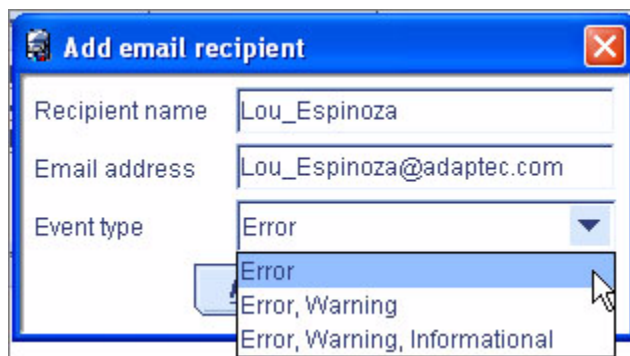 Add email recipient
Recipient name Lou_Espinoza
Email address Lou_Espinoza@adaptec.com
Event type Error
Error
Error, Warning
Error, Warning, Informational